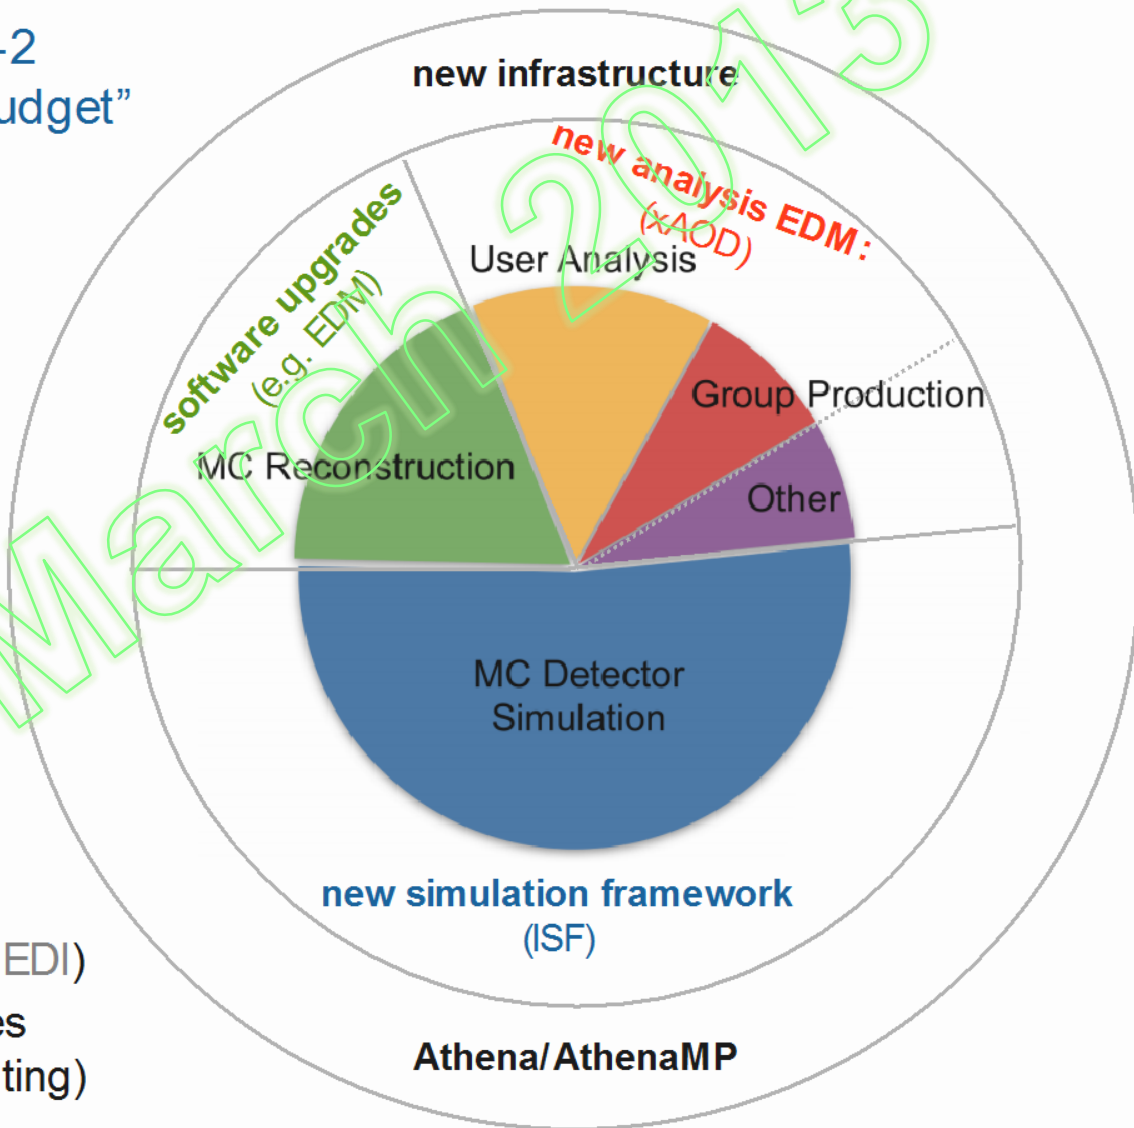 -2
udget”
new infrastructure
March 2013
new analysis EDM:
(xAOD)
software upgrades
(e.g. EDM)
User Analysis
Group Production
MC Reconstruction
Other
MC Detector
Simulation
new simulation framework
(ISF)
EDI)
es
ting)
Athena/AthenaMP